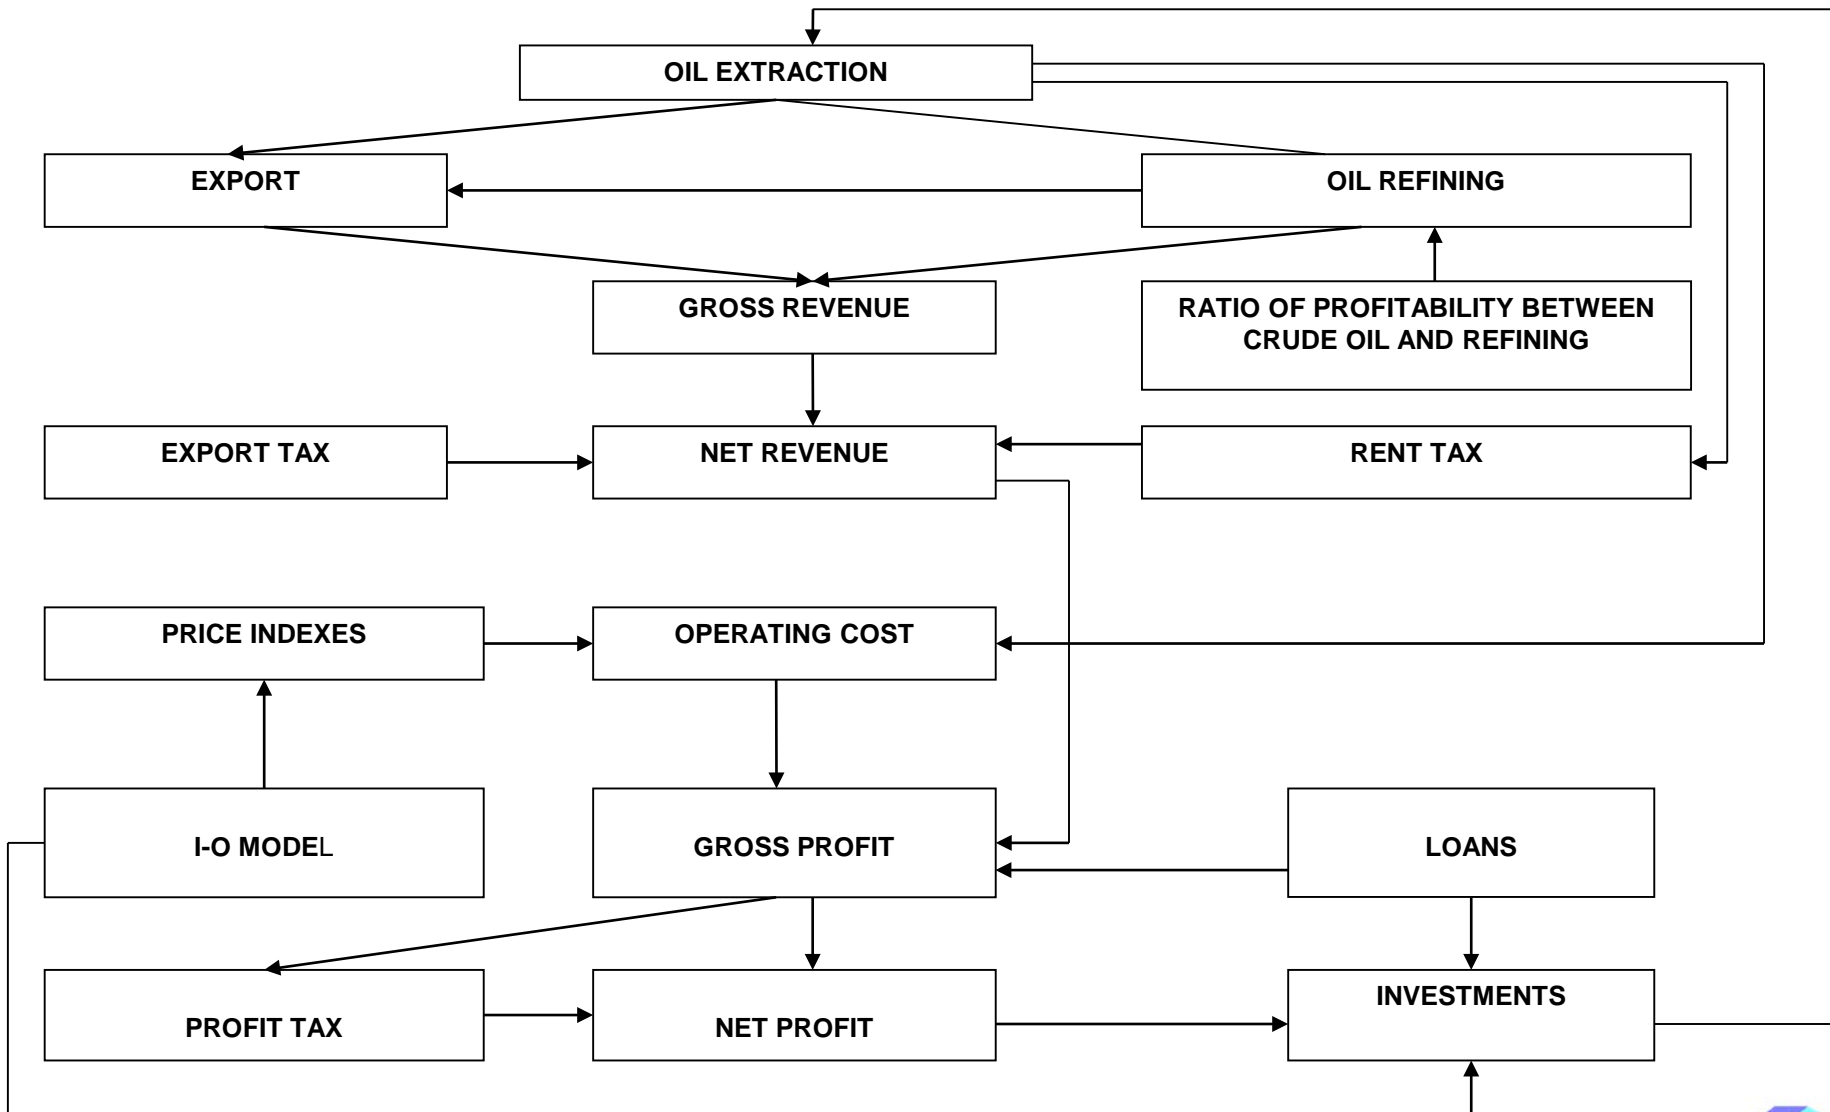 OIL EXTRACTION
EXPORT
OIL REFINING
GROSS REVENUE
RATIO OF PROFITABILITY BETWEEN
CRUDE OIL AND REFINING
EXPORT TAX
NET REVENUE
RENT TAX
PRICE INDEXES
OPERATING COST
I-O MODEL
GROSS PROFIT
LOANS
PROFIT TAX
NET PROFIT
INVESTMENTS